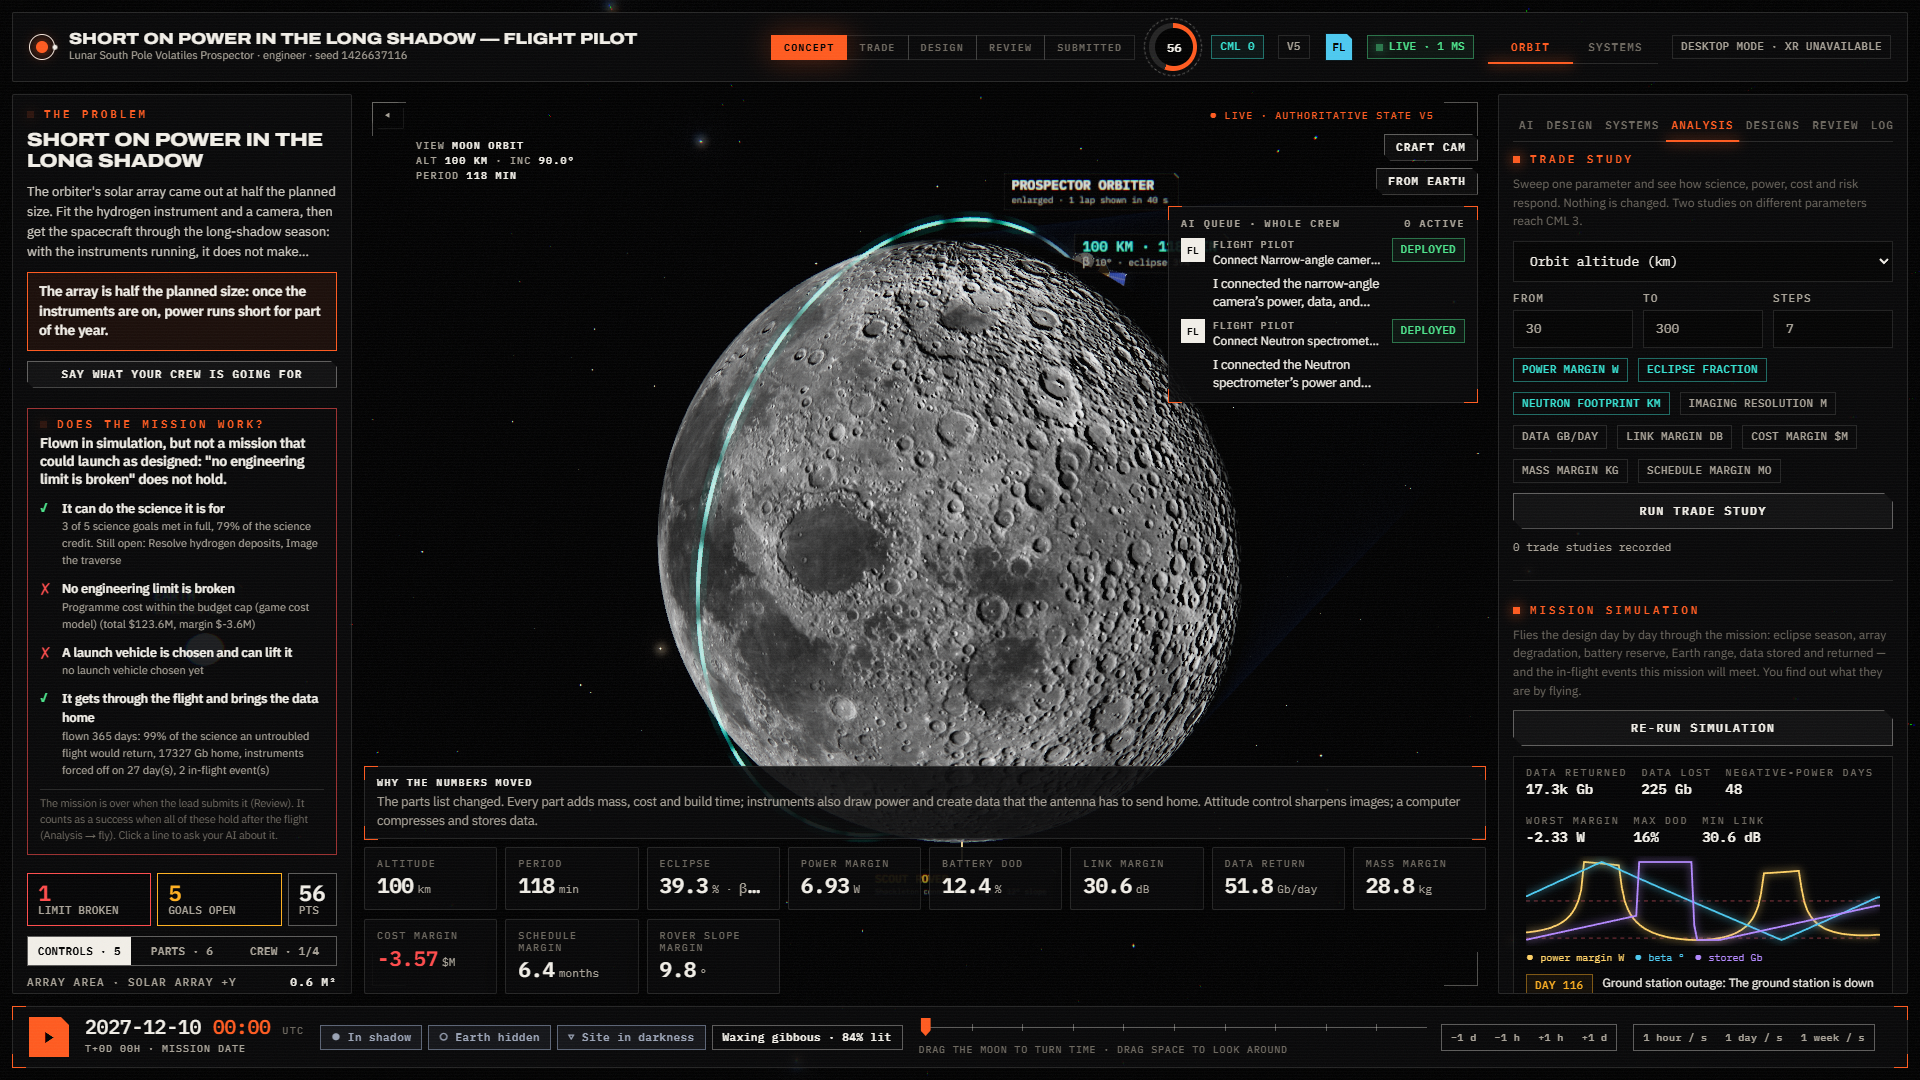 SHORT ON POWER IN THE LONG SHADOW — FLIGHT PILOT
Lunar South Pole Volatiles Prospector · engineer · seed 1426637116
CONCEPT TRADE DESIGN REVIEW SUBMITTED
56
CML 0
V5
FL
LIVE · 1 MS
ORBIT SYSTEMS
DESKTOP MODE · XR UNAVAILABLE
THE PROBLEM
SHORT ON POWER IN THE
LONG SHADOW
The orbiter's solar array came out at half the planned
size. Fit the hydrogen instrument and a camera, then
get the spacecraft through the long-shadow season:
with the instruments running, it does not make...
The array is half the planned size: once the
instruments are on, power runs short for part
of the year.
SAY WHAT YOUR CREW IS GOING FOR
DOES THE MISSION WORK?
Flown in simulation, but not a mission that
could launch as designed: "no engineering
limit is broken" does not hold.
✓ It can do the science it is for
3 of 5 science goals met in full, 79% of the science
credit. Still open: Resolve hydrogen deposits, Image
the traverse
✗ No engineering limit is broken
Programme cost within the budget cap (game cost
model) (total $123.6M, margin $-3.6M)
✗ A launch vehicle is chosen and can lift it
no launch vehicle chosen yet
✓ It gets through the flight and brings the data
home
flown 365 days: 99% of the science an untroubled
flight would return, 17327 Gb home, instruments
forced off on 27 day(s), 2 in-flight event(s)
The mission is over when the lead submits it (Review). It
counts as a success when all of these hold after the flight
(Analysis → fly). Click a line to ask your AI about it.
1
LIMIT BROKEN
5
GOALS OPEN
56
PTS
CONTROLS · 5 PARTS · 6 CREW · 1/4
ARRAY AREA · SOLAR ARRAY +Y 0.6 M²
VIEW MOON ORBIT
ALT 100 KM · INC 90.0°
PERIOD 118 MIN
LIVE · AUTHORITATIVE STATE V5
CRAFT CAM
FROM EARTH
PROSPECTOR ORBITER
enlarged · 1 lap shown in 40 s
100 KM · 11
β 10° · eclipse
AI QUEUE · WHOLE CREW 0 ACTIVE
FL FLIGHT PILOT DEPLOYED
Connect Narrow-angle camer...
I connected the narrow-angle
camera's power, data, and...
FL FLIGHT PILOT DEPLOYED
Connect Neutron spectromet...
I connected the Neutron
spectrometer's power and...
WHY THE NUMBERS MOVED
The parts list changed. Every part adds mass, cost and build time; instruments also draw power and create data that the antenna has to send home. Attitude control sharpens images; a computer
compresses and stores data.
ALTITUDE
100 km
PERIOD
118 min
ECLIPSE
39.3 % · β...
POWER MARGIN
6.93 W
BATTERY DOD
12.4 %
LINK MARGIN
30.6 dB
DATA RETURN
51.8 Gb/day
MASS MARGIN
28.8 kg
COST MARGIN
-3.57 $M
SCHEDULE
MARGIN
6.4 months
ROVER SLOPE
MARGIN
9.8 °
AI DESIGN SYSTEMS ANALYSIS DESIGNS REVIEW LOG
TRADE STUDY
Sweep one parameter and see how science, power, cost and risk
respond. Nothing is changed. Two studies on different parameters
reach CML 3.
Orbit altitude (km)
FROM TO STEPS
30 300 7
POWER MARGIN W ECLIPSE FRACTION
NEUTRON FOOTPRINT KM IMAGING RESOLUTION M
DATA GB/DAY LINK MARGIN DB COST MARGIN $M
MASS MARGIN KG SCHEDULE MARGIN MO
RUN TRADE STUDY
0 trade studies recorded
MISSION SIMULATION
Flies the design day by day through the mission: eclipse season, array
degradation, battery reserve, Earth range, data stored and returned —
and the in-flight events this mission will meet. You find out what they
are by flying.
RE-RUN SIMULATION
DATA RETURNED DATA LOST NEGATIVE-POWER DAYS
17.3k Gb 225 Gb 48
WORST MARGIN MAX DOD MIN LINK
-2.33 W 16% 30.6 dB
power margin W beta ° stored Gb
DAY 116 Ground station outage: The ground station is down
2027-12-10 00:00 UTC
T+0D 00H · MISSION DATE
In shadow
Earth hidden
Site in darkness
Waxing gibbous · 84% lit
DRAG THE MOON TO TURN TIME · DRAG SPACE TO LOOK AROUND
−1 d −1 h +1 h +1 d
1 hour / s 1 day / s 1 week / s